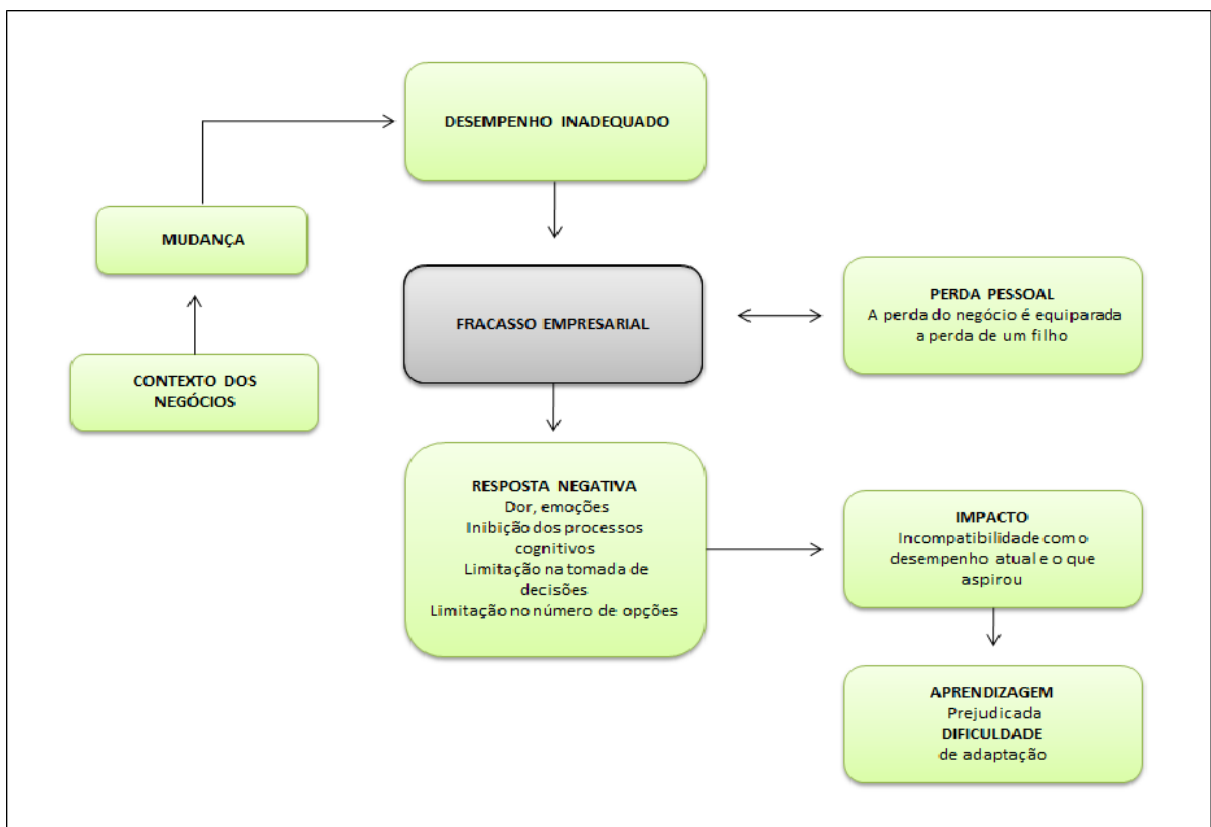 DESEMPENHO INADEQUADO
MUDANÇA
CONTEXTO DOS
NEGÓCIOS
FRACASSO EMPRESARIAL
PERDA PESSOAL
A perda do negócio é equiparada
a perda de um filho
RESPOSTA NEGATIVA
Dor, emoções
Inibição dos processos
cognitivos
Limitação na tomada de
decisões
Limitação no número de opções
IMPACTO
Incompatibilidade com o
desempenho atual e o que
aspirou
APRENDIZAGEM
Prejudicada
DIFICULDADE
de adaptação